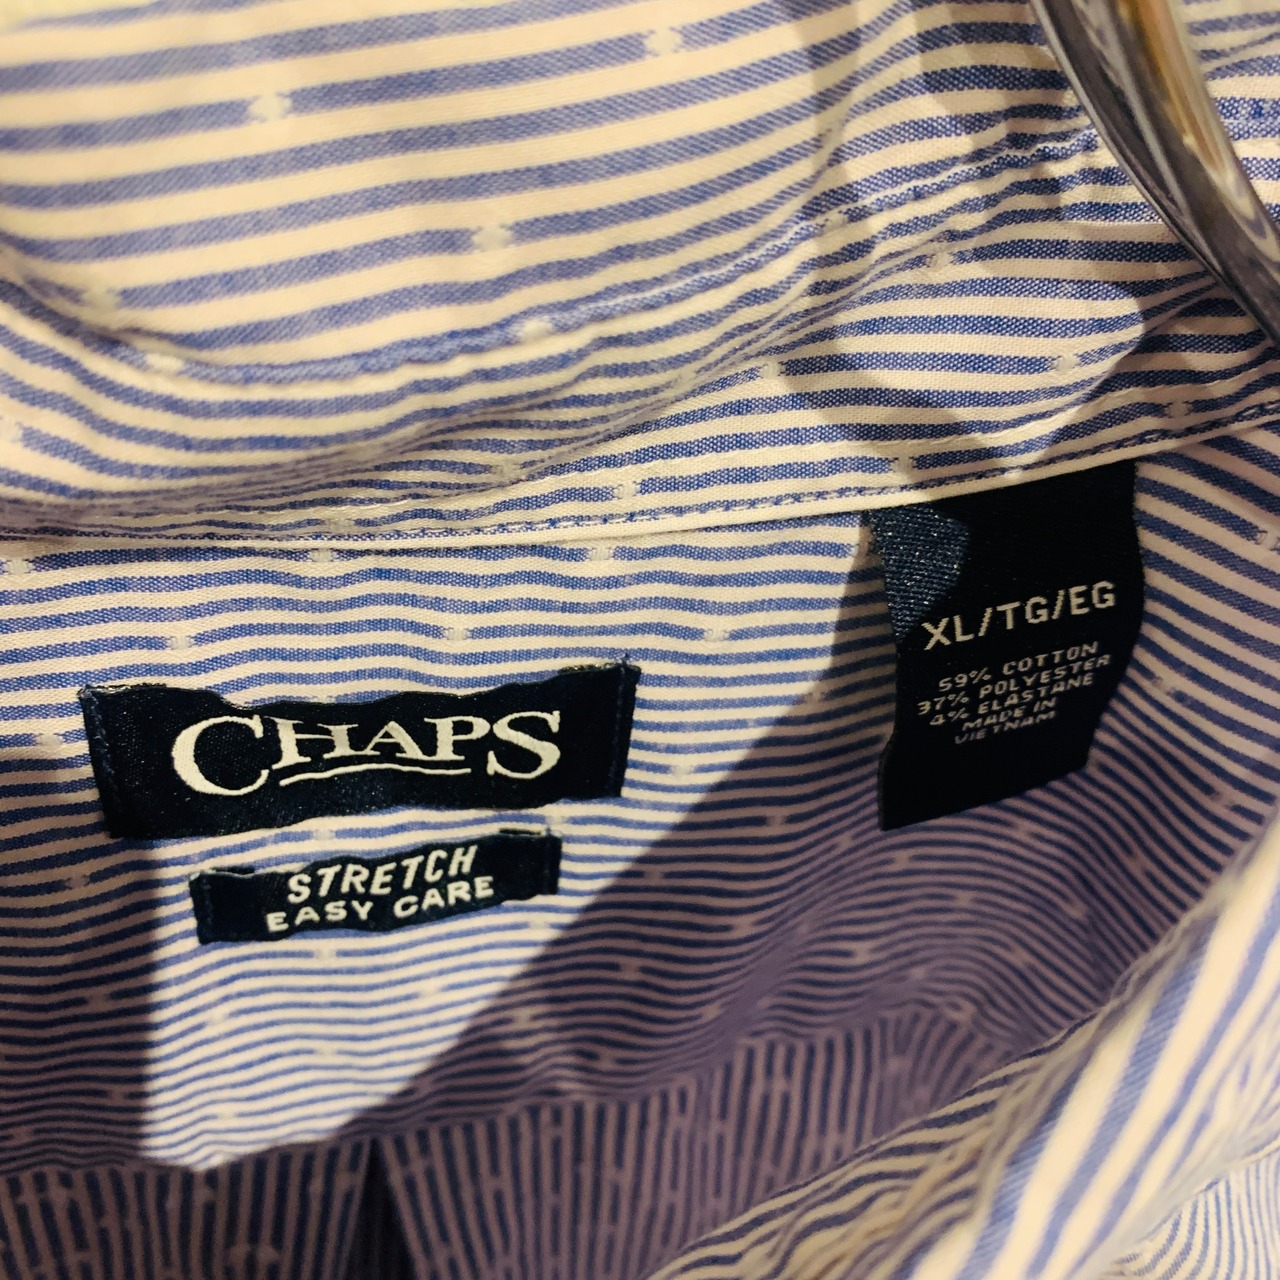 CHAPS
STRETCH
EASY CARE
XL/TG/EG
59% COTTON
37% POLYESTER
4% ELASTANE
MADE IN
VIETNAM